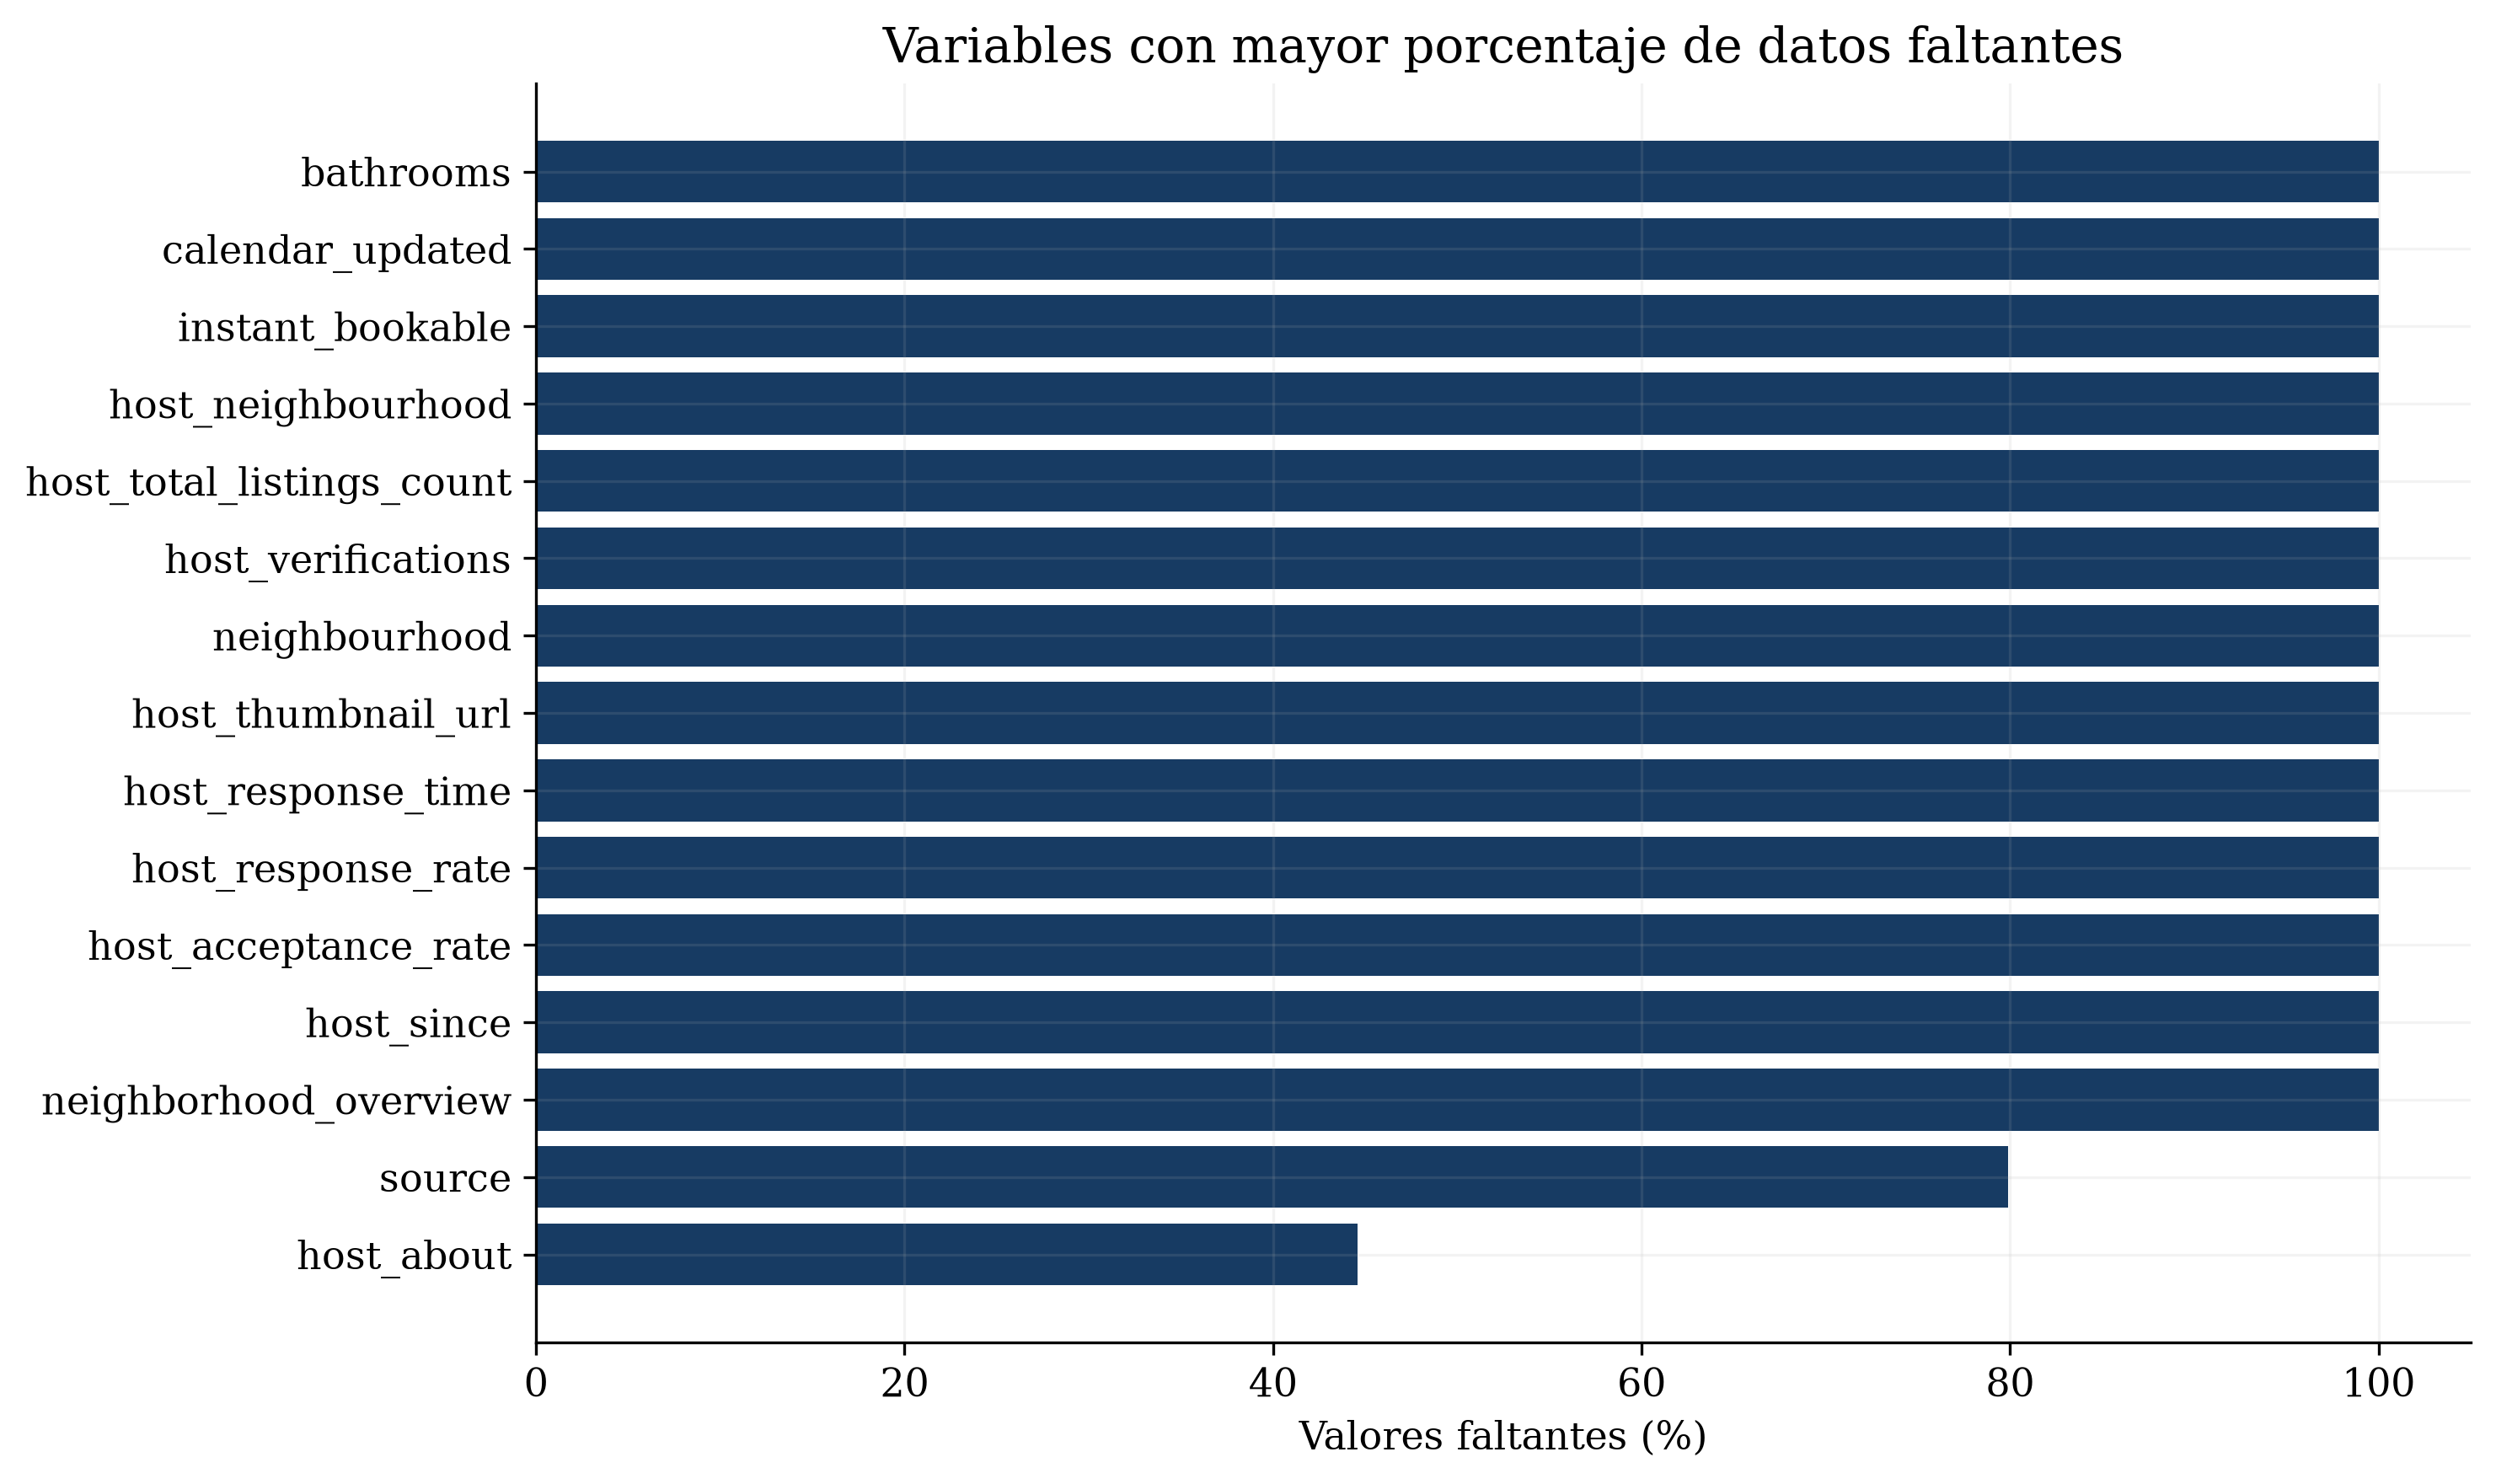 Variables con mayor porcentaje de datos faltantes
bathrooms
calendar_updated
instant_bookable
host_neighbourhood
host_total_listings_count
host_verifications
neighbourhood
host_thumbnail_url
host_response_time
host_response_rate
host_acceptance_rate
host_since
neighborhood_overview
source
host_about
0 20 40 60 80 100
Valores faltantes (%)